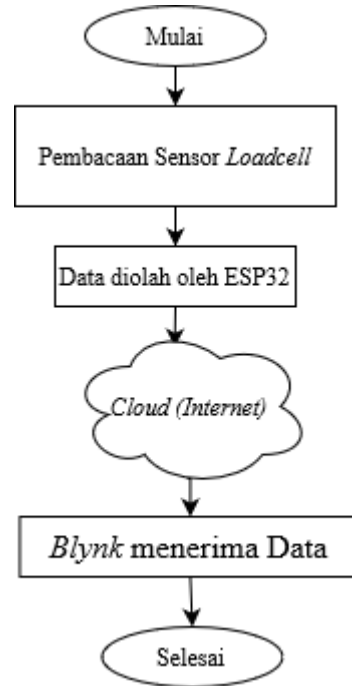 Mulai
Pembacaan Sensor Loadcell
Data diolah oleh ESP32
Cloud (Internet)
Blynk menerima Data
Selesai